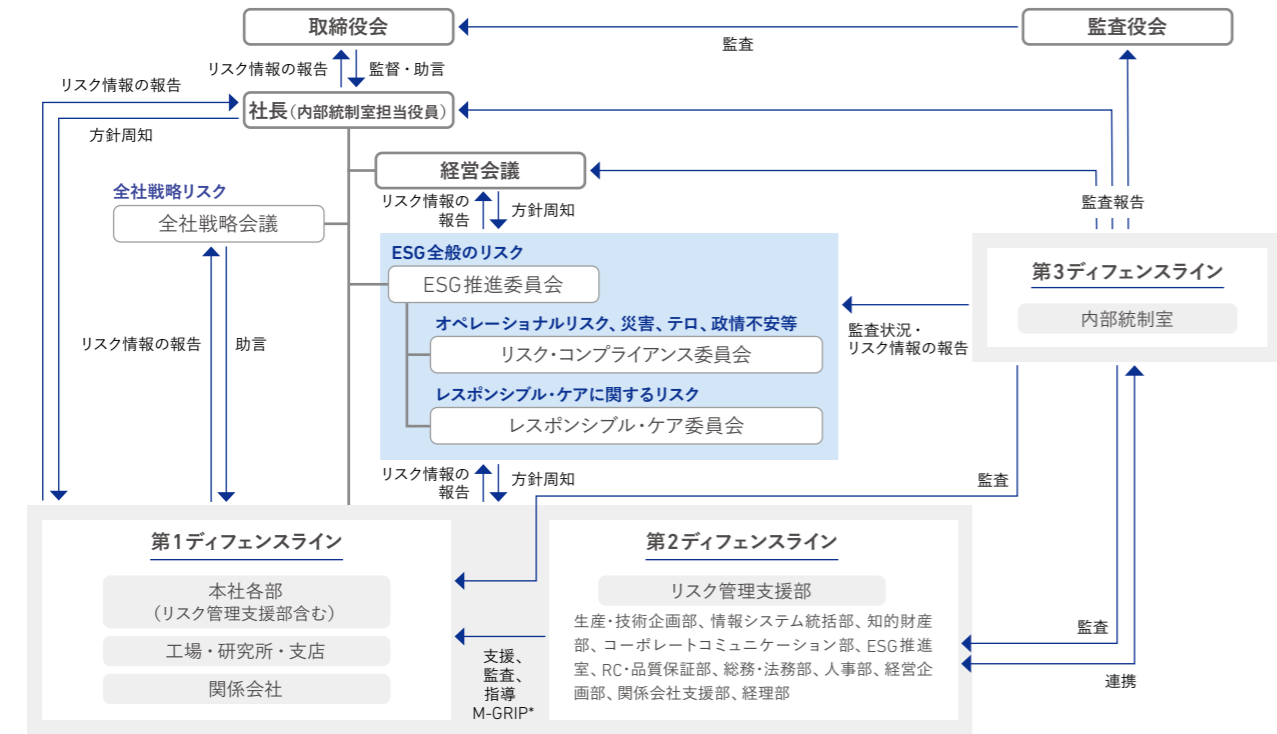 取締役会
監査役会
監査
リスク情報の報告
監督・助言
リスク情報の報告
社長（内部統制室担当役員）
方針周知
経営会議
全社戦略リスク
全社戦略会議
リスク情報の
報告
方針周知
監査報告
ESG全般のリスク
ESG推進委員会
オペレーショナルリスク、災害、テロ、政情不安等
リスク・コンプライアンス委員会
レスポンシブル・ケアに関するリスク
レスポンシブル・ケア委員会
第3ディフェンスライン
内部統制室
監査状況・
リスク情報の報告
リスク情報の報告
助言
リスク情報の
報告
方針周知
監査
第1ディフェンスライン
本社各部
（リスク管理支援部含む）
工場・研究所・支店
関係会社
支援、
監査、
指導
M-GRIP*
第2ディフェンスライン
リスク管理支援部
生産・技術企画部、情報システム統括部、知的財産
部、コーポレートコミュニケーション部、ESG推進
室、RC・品質保証部、総務・法務部、人事部、経営企
画部、関係会社支援部、経理部
監査
連携